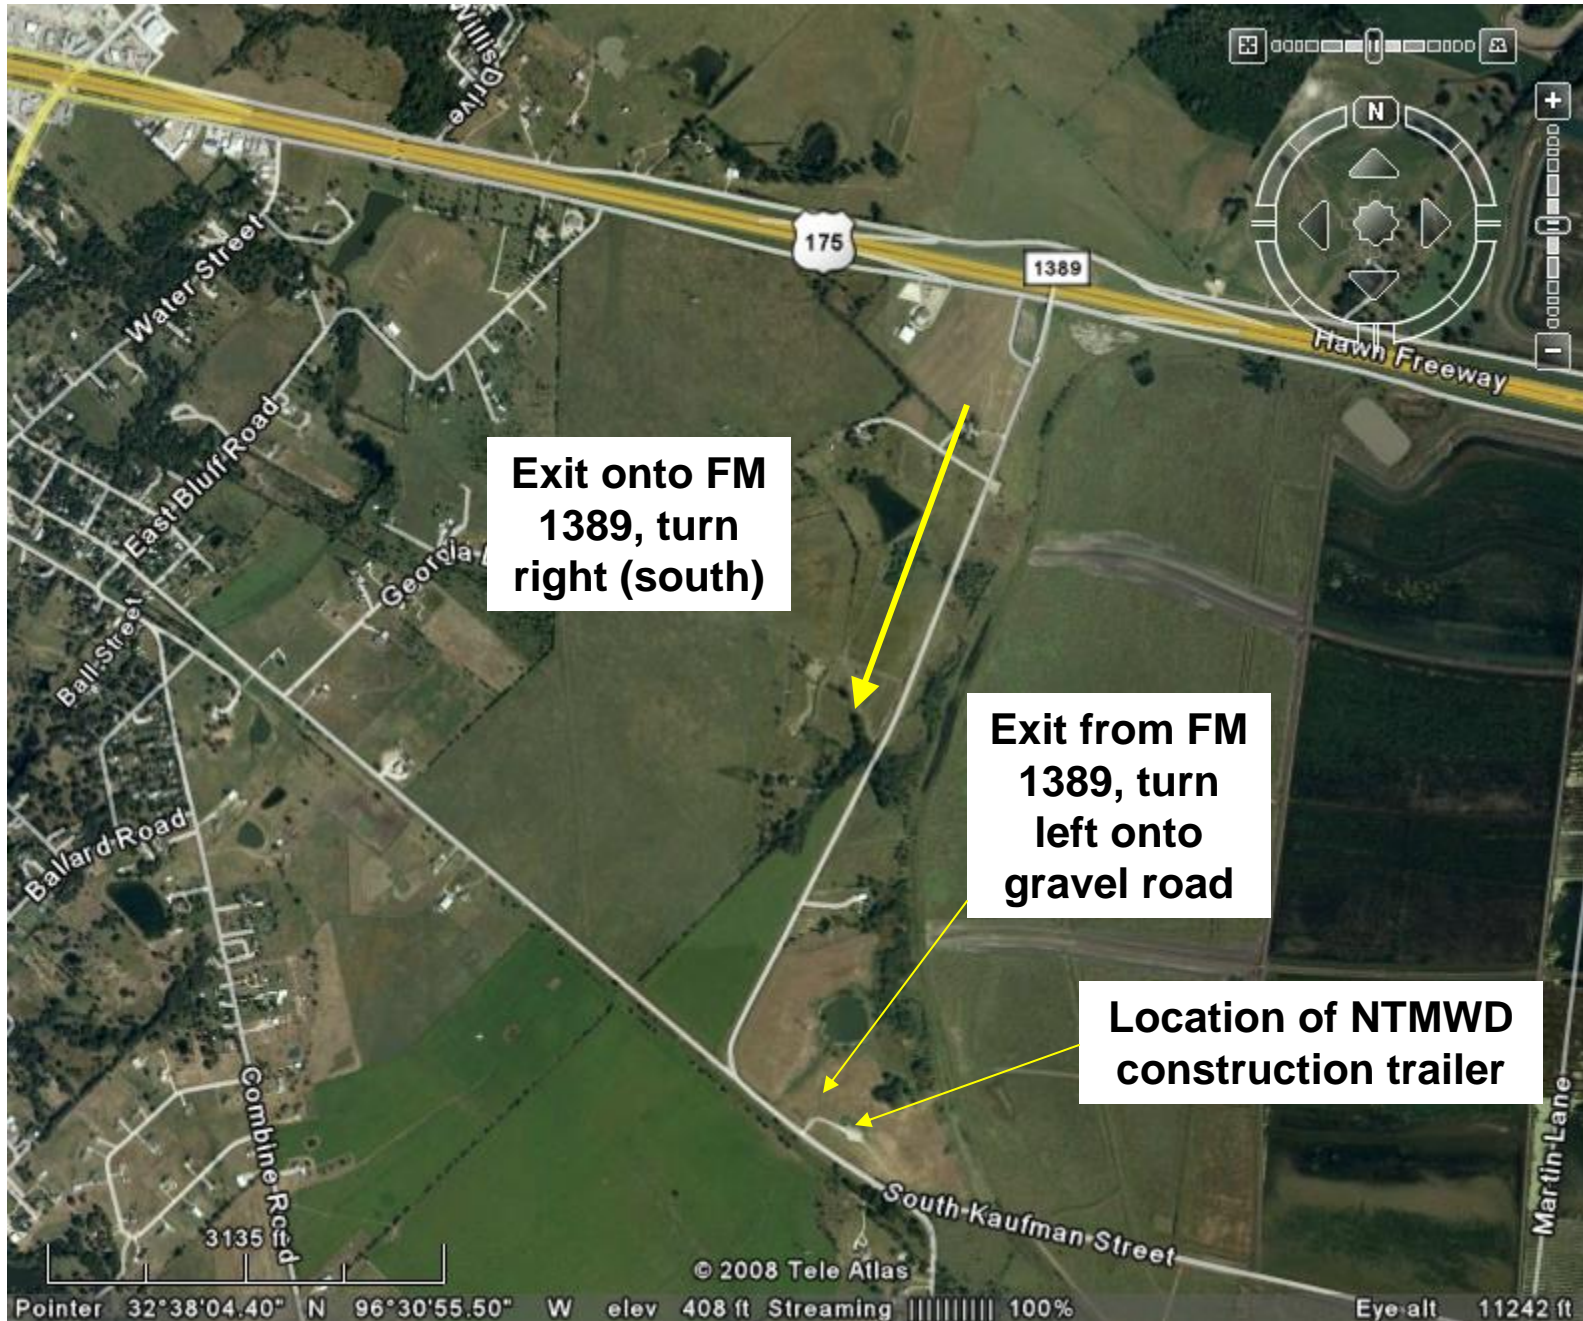 Willis Drive
N
175
1389
Hawn Freeway
Water Street
East Bluff Road
Exit onto FM
1389, turn
right (south)
Georgia
Ball Street
Ballard Road
Exit from FM
1389, turn
left onto
gravel road
Location of NTMWD
construction trailer
Combine Road
South Kaufman Street
Martin Lane
3135 ft
© 2008 Tele Atlas
Pointer 32°38'04.40" N 96°30'55.50" W elev 408 ft Streaming |||||||||| 100% Eye alt 11242 ft